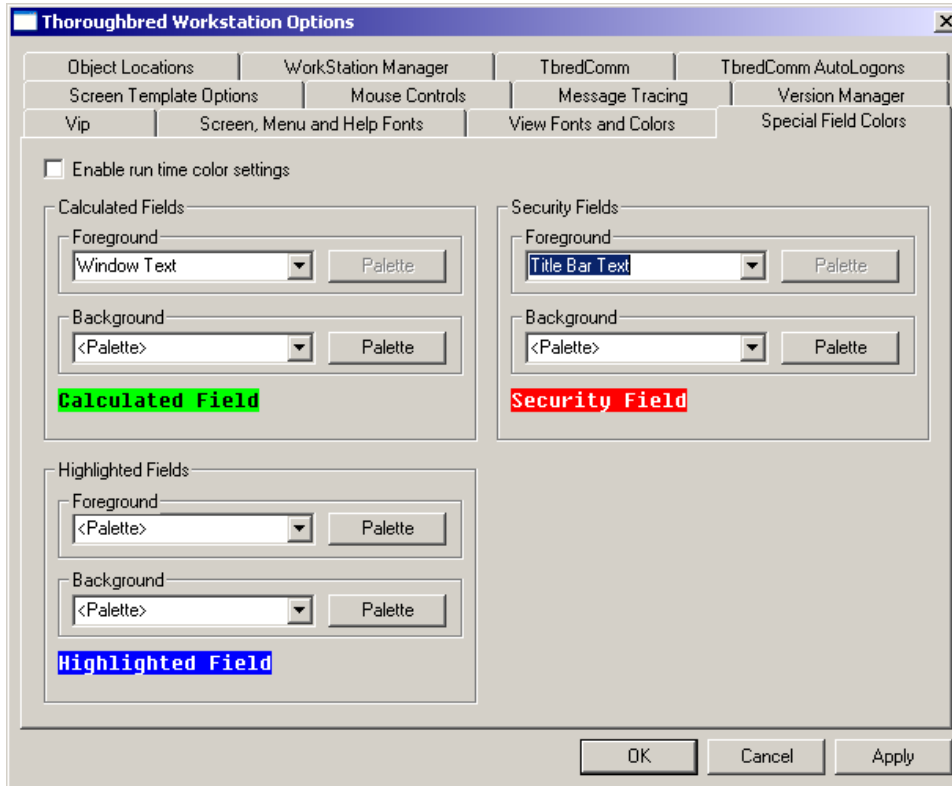 Thoroughbred Workstation Options
Object Locations WorkStation Manager TbredComm TbredComm AutoLogons
Screen Template Options Mouse Controls Message Tracing Version Manager
Vip Screen, Menu and Help Fonts View Fonts and Colors Special Field Colors
Enable run time color settings
Calculated Fields
Foreground
Window Text Palette
Background
<Palette> Palette
Calculated Field
Security Fields
Foreground
Title Bar Text Palette
Background
<Palette> Palette
Security Field
Highlighted Fields
Foreground
<Palette> Palette
Background
<Palette> Palette
Highlighted Field
OK Cancel Apply